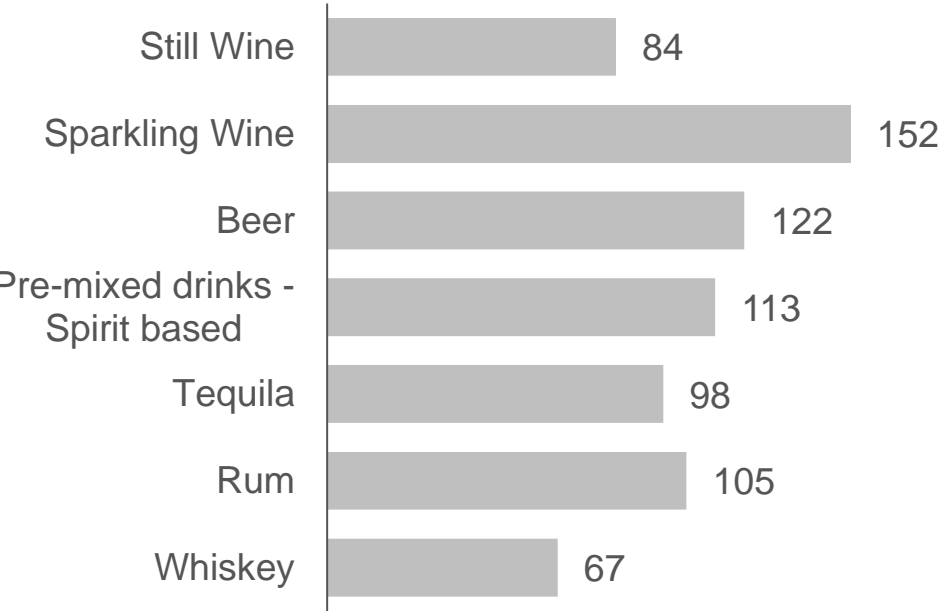 Still Wine 84
Sparkling Wine 152
Beer 122
Pre-mixed drinks -
Spirit based 113
Tequila 98
Rum 105
Whiskey 67